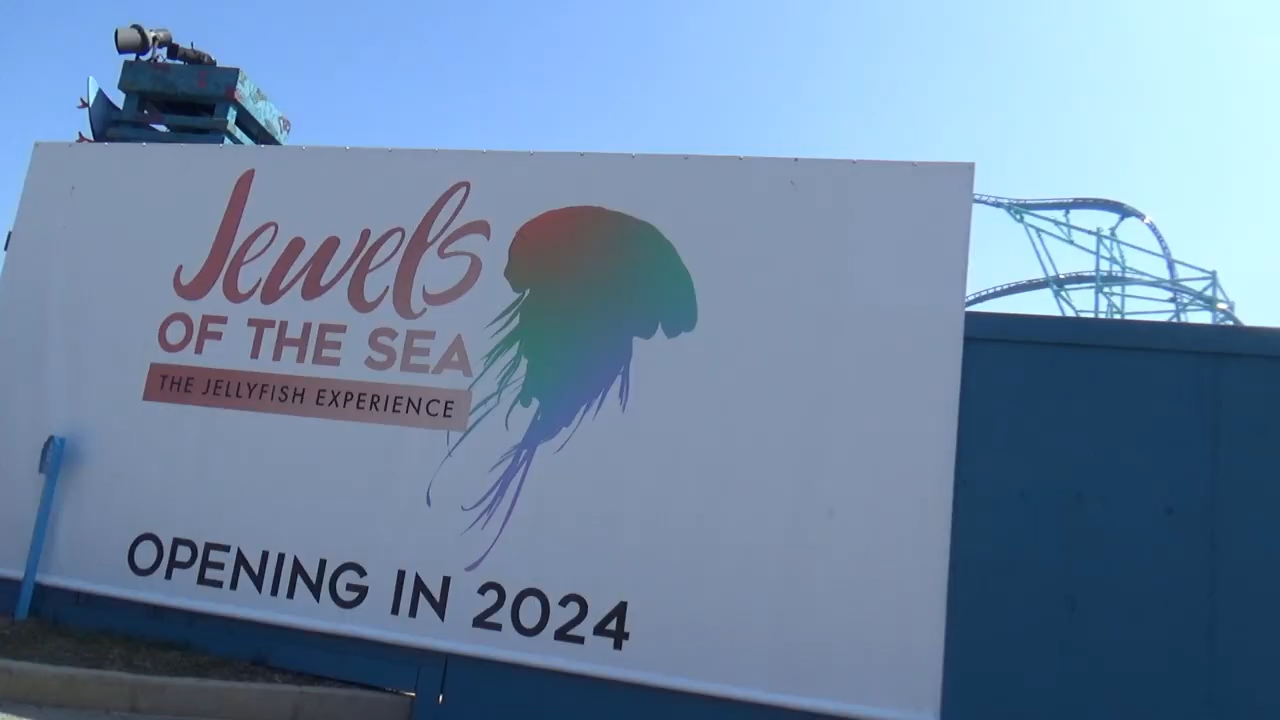 Jewels
OF THE SEA
THE JELLYFISH EXPERIENCE
OPENING IN 2024